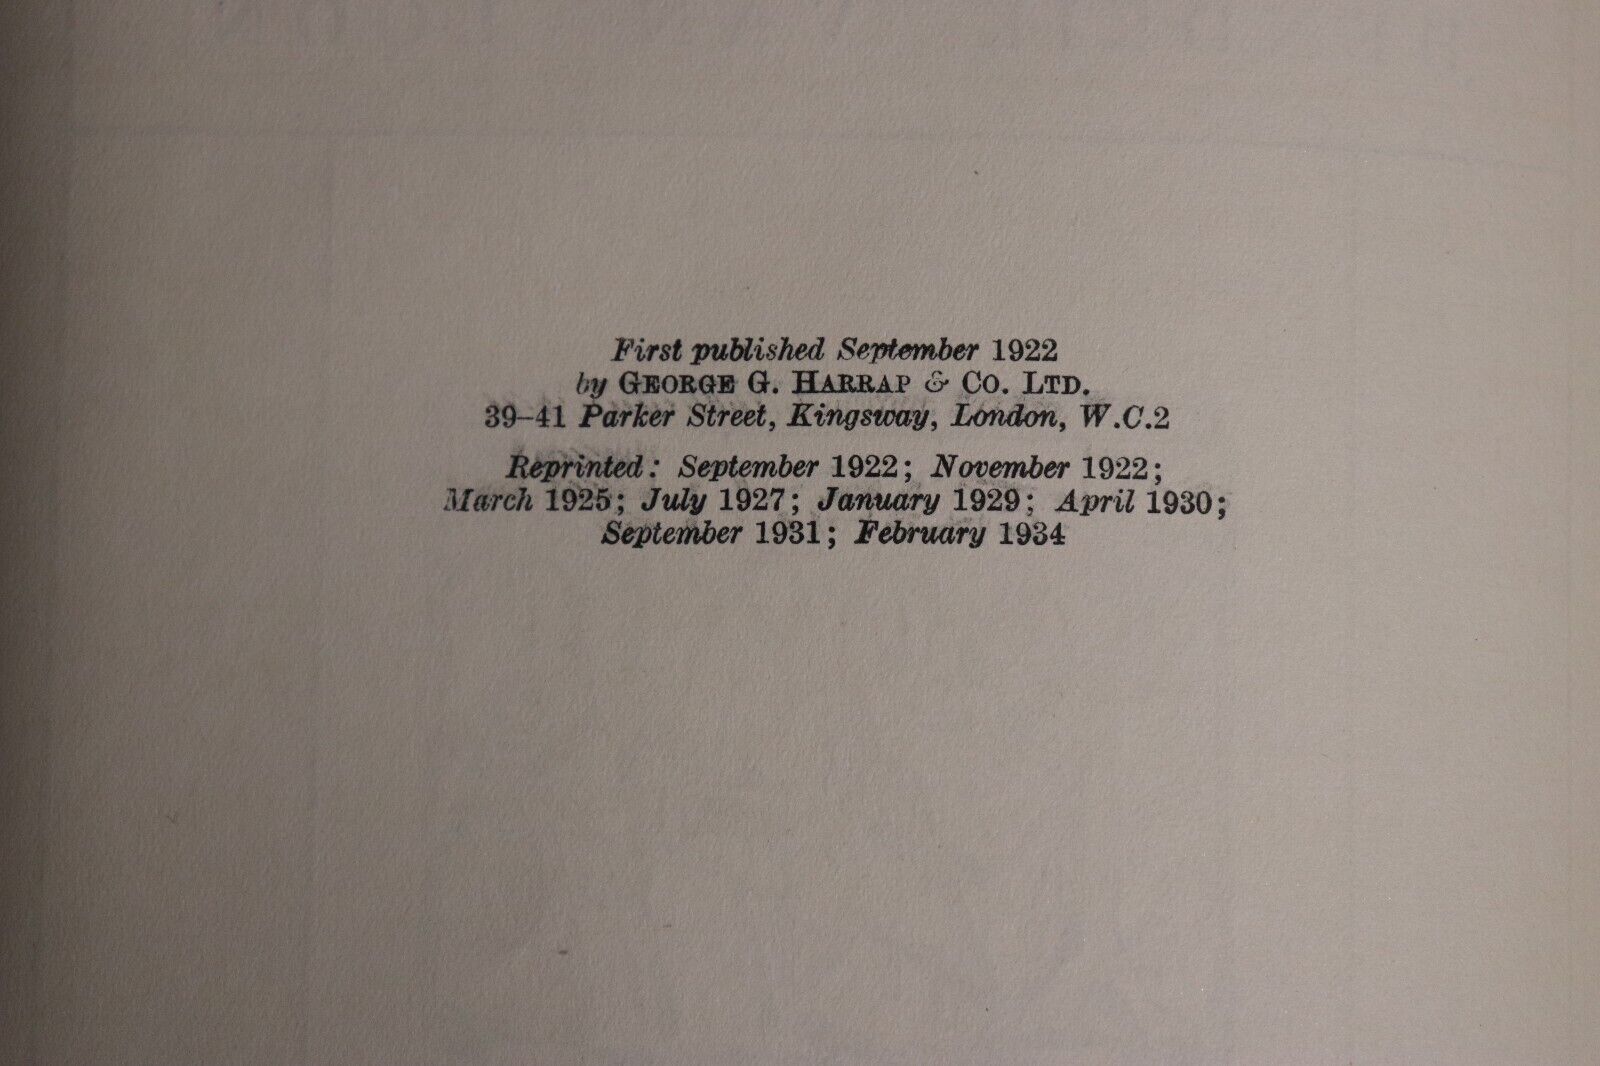 First published September 1922
by GEORGE G. HARRAP & CO. LTD.
39–41 Parker Street, Kingsway, London, W.C.2
Reprinted: September 1922; November 1922;
March 1925; July 1927; January 1929; April 1930;
September 1931; February 1934